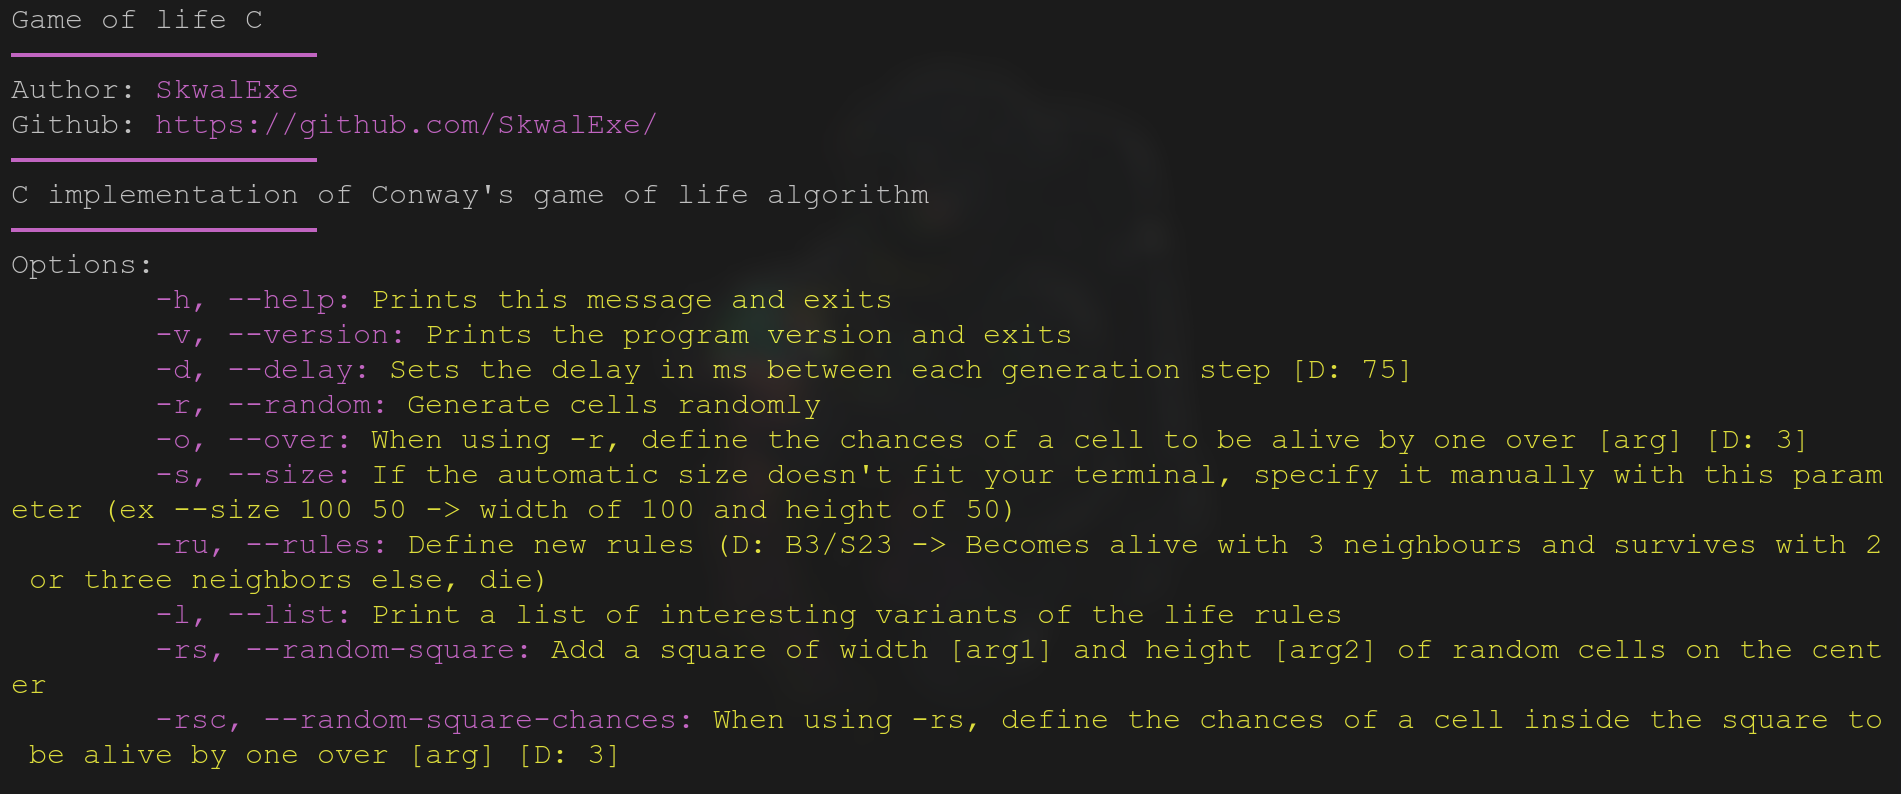 Game of life C
Author: SkwalExe
Github: https://github.com/SkwalExe/
C implementation of Conway's game of life algorithm
Options:
-h, --help: Prints this message and exits
-v, --version: Prints the program version and exits
-d, --delay: Sets the delay in ms between each generation step [D: 75]
-r, --random: Generate cells randomly
-o, --over: When using -r, define the chances of a cell to be alive by one over [arg] [D: 3]
-s, --size: If the automatic size doesn't fit your terminal, specify it manually with this param
eter (ex --size 100 50 -> width of 100 and height of 50)
-ru, --rules: Define new rules (D: B3/S23 -> Becomes alive with 3 neighbours and survives with 2
or three neighbors else, die)
-l, --list: Print a list of interesting variants of the life rules
-rs, --random-square: Add a square of width [arg1] and height [arg2] of random cells on the cent
er
-rsc, --random-square-chances: When using -rs, define the chances of a cell inside the square to
be alive by one over [arg] [D: 3]